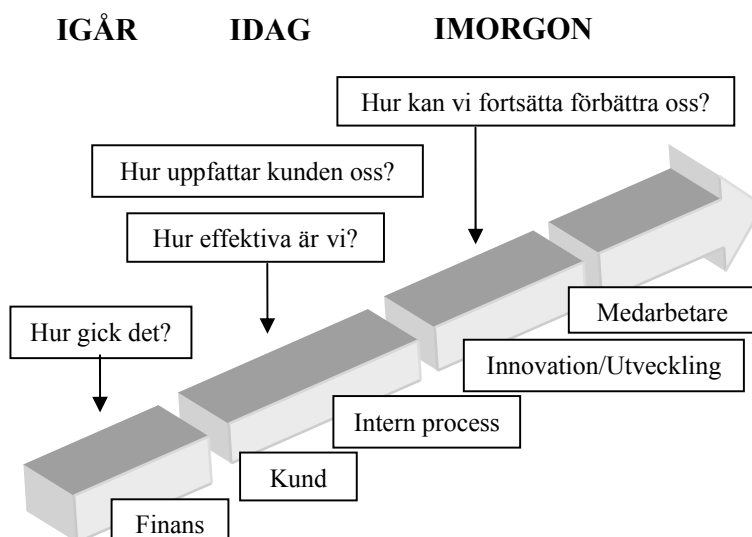 IGÅR IDAG IMORGON
Hur kan vi fortsätta förbättra oss?
Hur uppfattar kunden oss?
Hur effektiva är vi?
Hur gick det?
Medarbetare
Innovation/Utveckling
Intern process
Kund
Finans